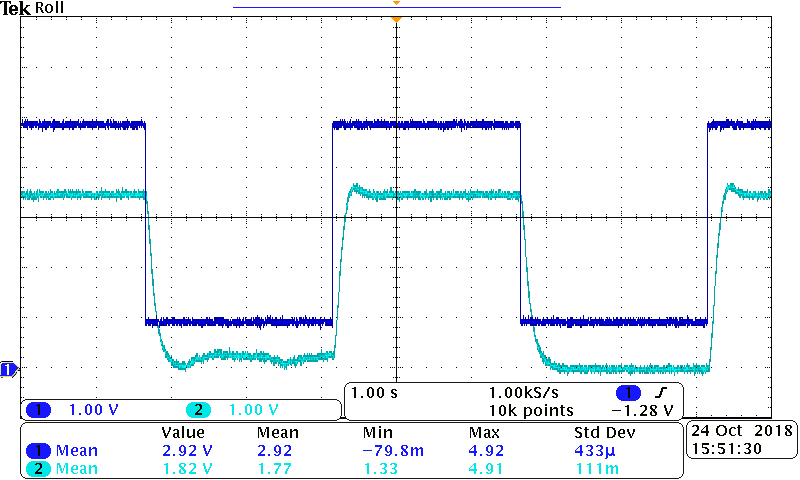 Tek Roll
1
1 1.00 V 2 1.00 V
1.00 s 1.00kS/s 1
10k points −1.28 V
Value Mean Min Max Std Dev
1 Mean 2.92 V 2.92 −79.8m 4.92 433µ
2 Mean 1.82 V 1.77 1.33 4.91 111m
24 Oct 2018
15:51:30